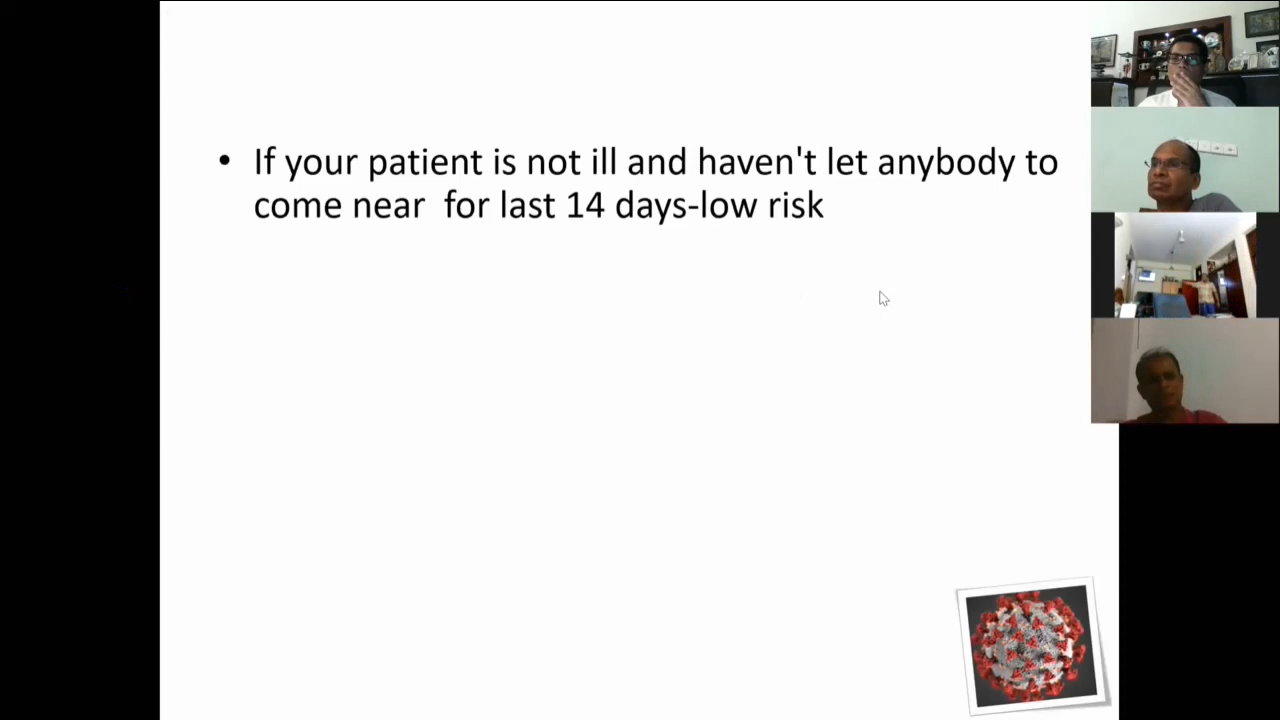 • If your patient is not ill and haven't let anybody to
come near  for last 14 days-low risk